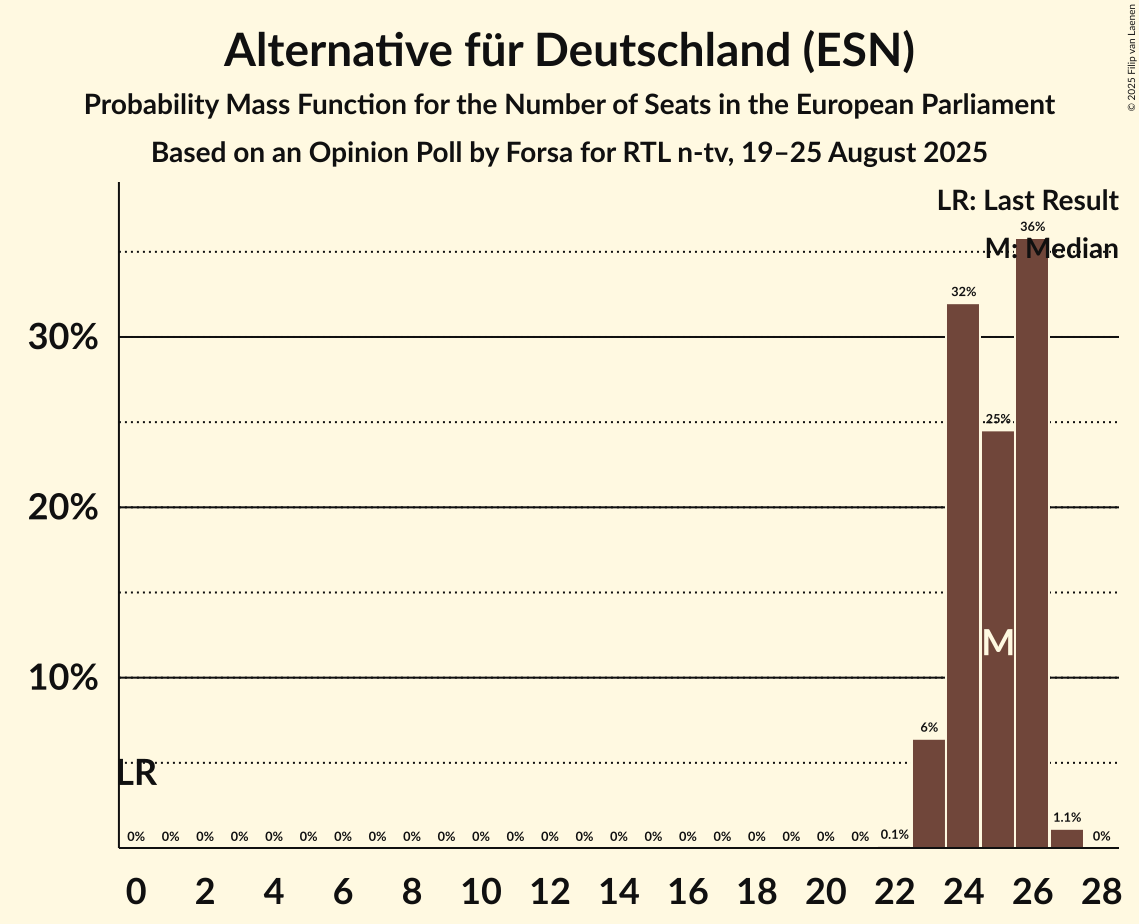 Alternative für Deutschland (ESN)
Probability Mass Function for the Number of Seats in the European Parliament
Based on an Opinion Poll by Forsa for RTL n-tv, 19–25 August 2025
© 2025 Filip van Laenen
LR: Last Result
M: Median
36%
32%
30%
25%
20%
M
10%
6%
LR
1.1%
0% 0% 0% 0% 0% 0% 0% 0% 0% 0% 0% 0% 0% 0% 0% 0% 0% 0% 0% 0% 0% 0% 0.1% 0%
0 2 4 6 8 10 12 14 16 18 20 22 24 26 28